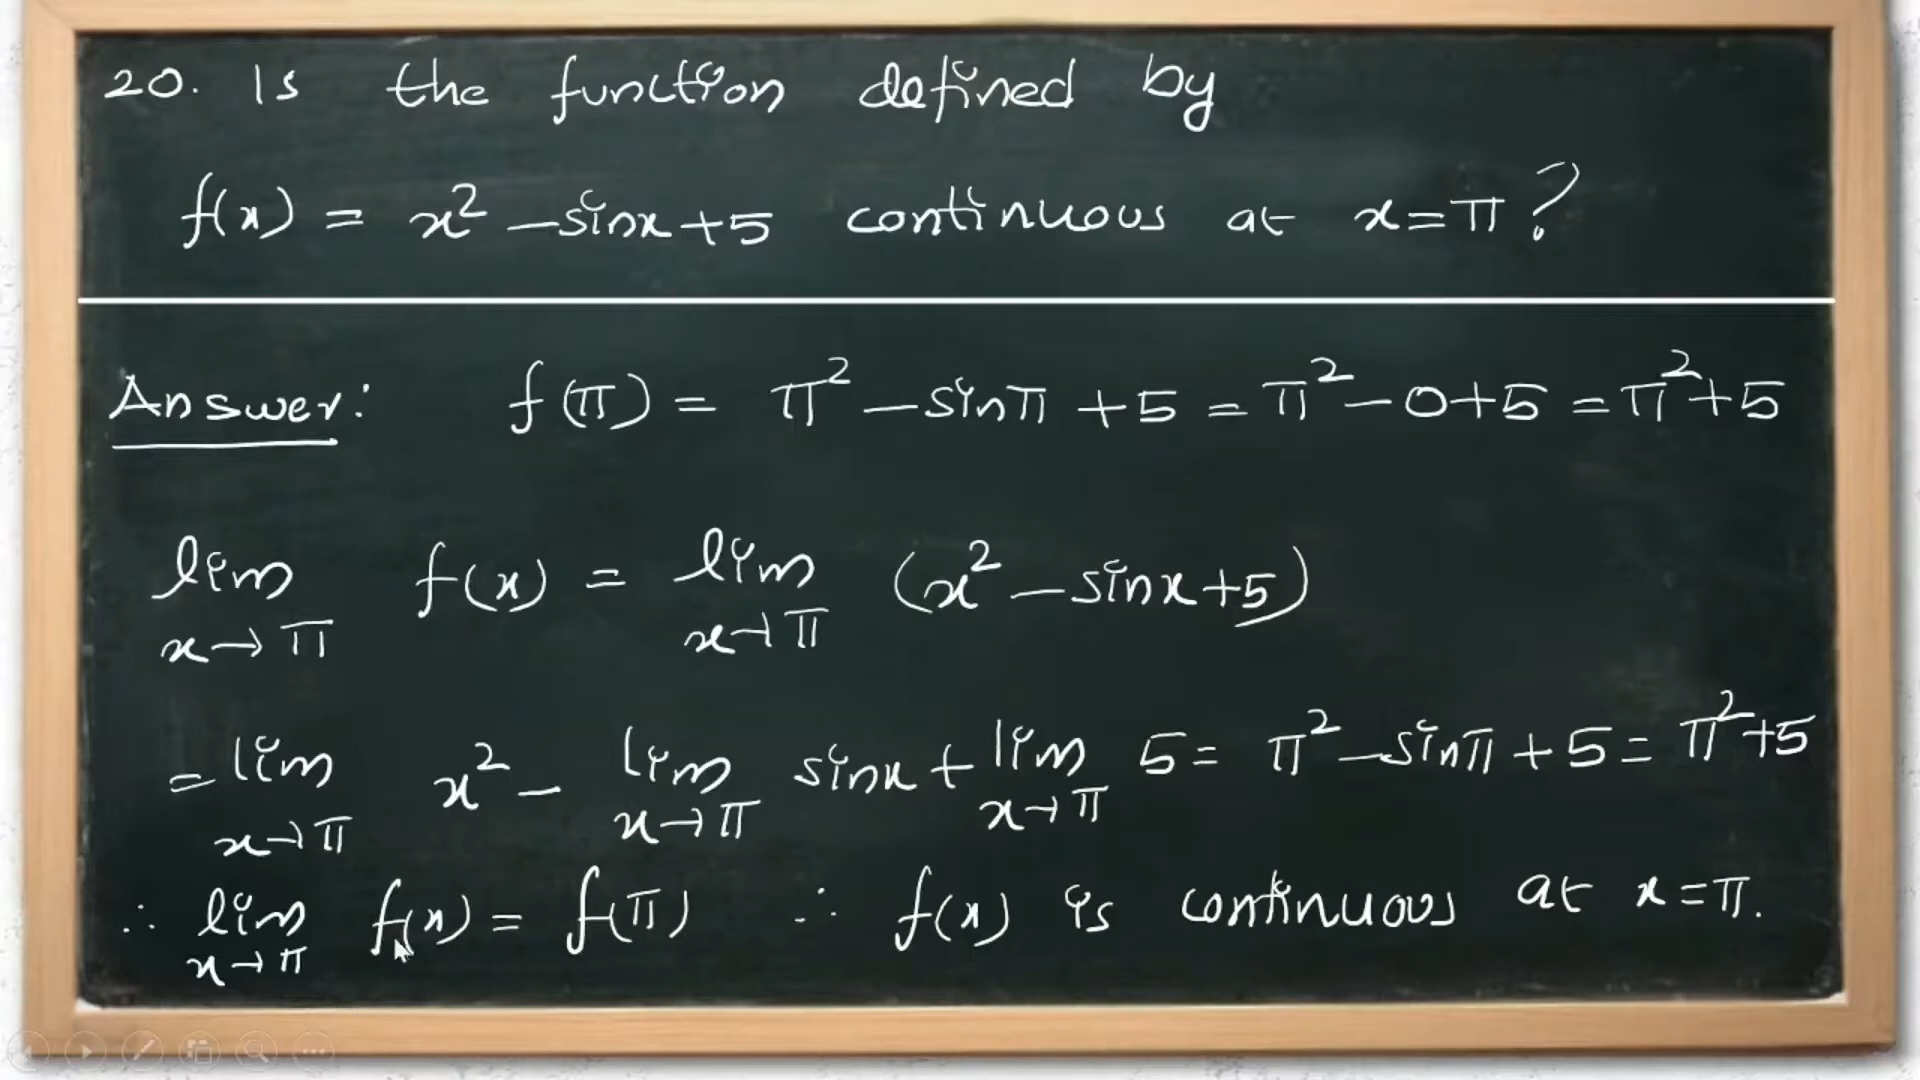 20. Is the function defined by
f(x) = x² - sinx + 5 continuous at x = π?
Answer: f(π) = π² - sinπ + 5 = π² - 0 + 5 = π² + 5
lim f(x) = lim (x² - sinx + 5)
x→π x→π
= lim x² - lim sinx + lim 5 = π² - sinπ + 5 = π² + 5
x→π x→π x→π
∴ lim f(x) = f(π) ∴ f(x) is continuous at x = π.
x→π